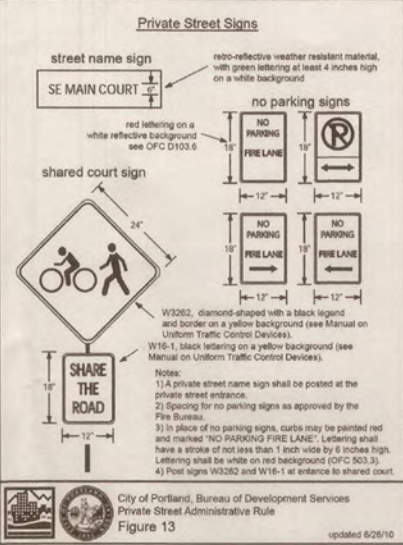 Private Street Signs
street name sign
retro-reflective weather resistant material,
with green lettering at least 4 inches high
on a white background
SE MAIN COURT
6"
no parking signs
red lettering on a
white reflective background
see OFC D103.6
18"
NO
PARKING
FIRE LANE
12"
18"
P
12"
shared court sign
24"
18"
NO
PARKING
FIRE LANE
12"
18"
NO
PARKING
FIRE LANE
12"
W3262, diamond-shaped with a black legend
and border on a yellow background (see Manual on
Uniform Traffic Control Devices).
W16-1, black lettering on a yellow background (see
Manual on Uniform Traffic Control Devices).
18"
SHARE
THE
ROAD
12"
Notes:
1) A private street name sign shall be posted at the
private street entrance.
2) Spacing for no parking signs as approved by the
Fire Bureau.
3) In place of no parking signs, curbs may be painted red
and marked "NO PARKING FIRE LANE". Lettering shall
have a stroke of not less than 1 inch wide by 6 inches high.
Lettering shall be white on red background (OFC 503.3).
4) Post signs W3262 and W16-1 at entance to shared court.
City of Portland, Bureau of Development Services
Private Street Administrative Rule
Figure 13
updated 6/26/10